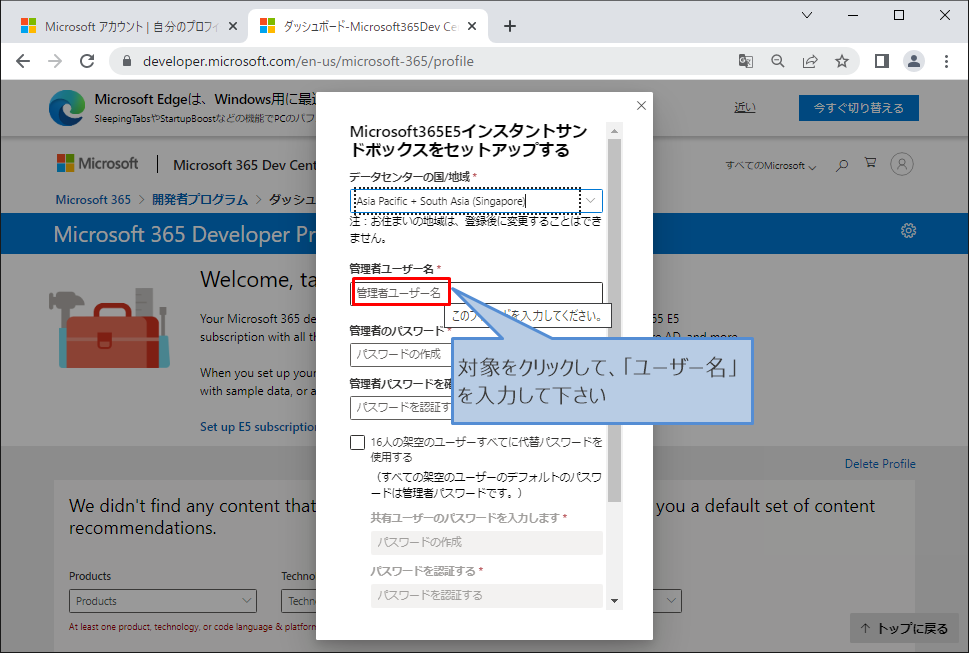 Microsoft アカウント | 自分のプロフィ
ダッシュボード-Microsoft365Dev Ce
developer.microsoft.com/en-us/microsoft-365/profile
Microsoft Edgeは、Windows用に最適
SleepingTabsやStartupBoostなどの機能でPCのパフ
近い
今すぐ切り替える
Microsoft
Microsoft 365 Dev Cent
すべてのMicrosoft
Microsoft 365 > 開発者プログラム > ダッシュ
Microsoft 365 Developer Pr
Welcome, ta
Your Microsoft 365 de
subscription with all th
When you set up your
with sample data, or a
Set up E5 subscription
365 E5
AD, and more
Delete Profile
Microsoft365E5インスタントサン
ドボックスをセットアップする
データセンターの国/地域 *
Asia Pacific + South Asia (Singapore)
注：お住まいの地域は、登録後に変更することはでき
ません。
管理者ユーザー名 *
管理者ユーザー名
このフィールドを入力してください。
管理者のパスワード *
パスワードの作成
管理者パスワードを確
パスワードを認証す
対象をクリックして、「ユーザー名」
を入力して下さい
16人の架空のユーザーすべてに代替パスワードを
使用する
（すべての架空のユーザーのデフォルトのパスワ
ードは管理者パスワードです。）
共有ユーザーのパスワードを入力します *
パスワードの作成
パスワードを認証する *
パスワードを認証する
We didn't find any content that
you a default set of content
recommendations.
Products
Techno
Products
Techn
At least one product, technology, or code language & platform
↑ トップに戻る